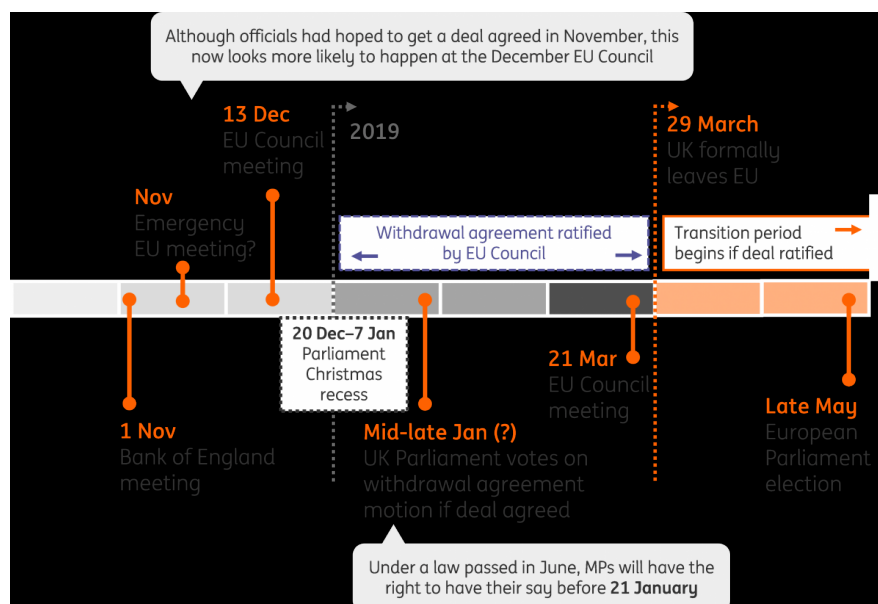 Although officials had hoped to get a deal agreed in November, this
now looks more likely to happen at the December EU Council
13 Dec
EU Council
meeting
2019
29 March
UK formally
leaves EU
Nov
Emergency
EU meeting?
Withdrawal agreement ratified
by EU Council
Transition period
begins if deal ratified
20 Dec–7 Jan
Parliament
Christmas
recess
21 Mar
EU Council
meeting
1 Nov
Bank of England
meeting
Mid-late Jan (?)
UK Parliament votes on
withdrawal agreement
motion if deal agreed
Late May
European
Parliament
election
Under a law passed in June, MPs will have the
right to have their say before 21 January